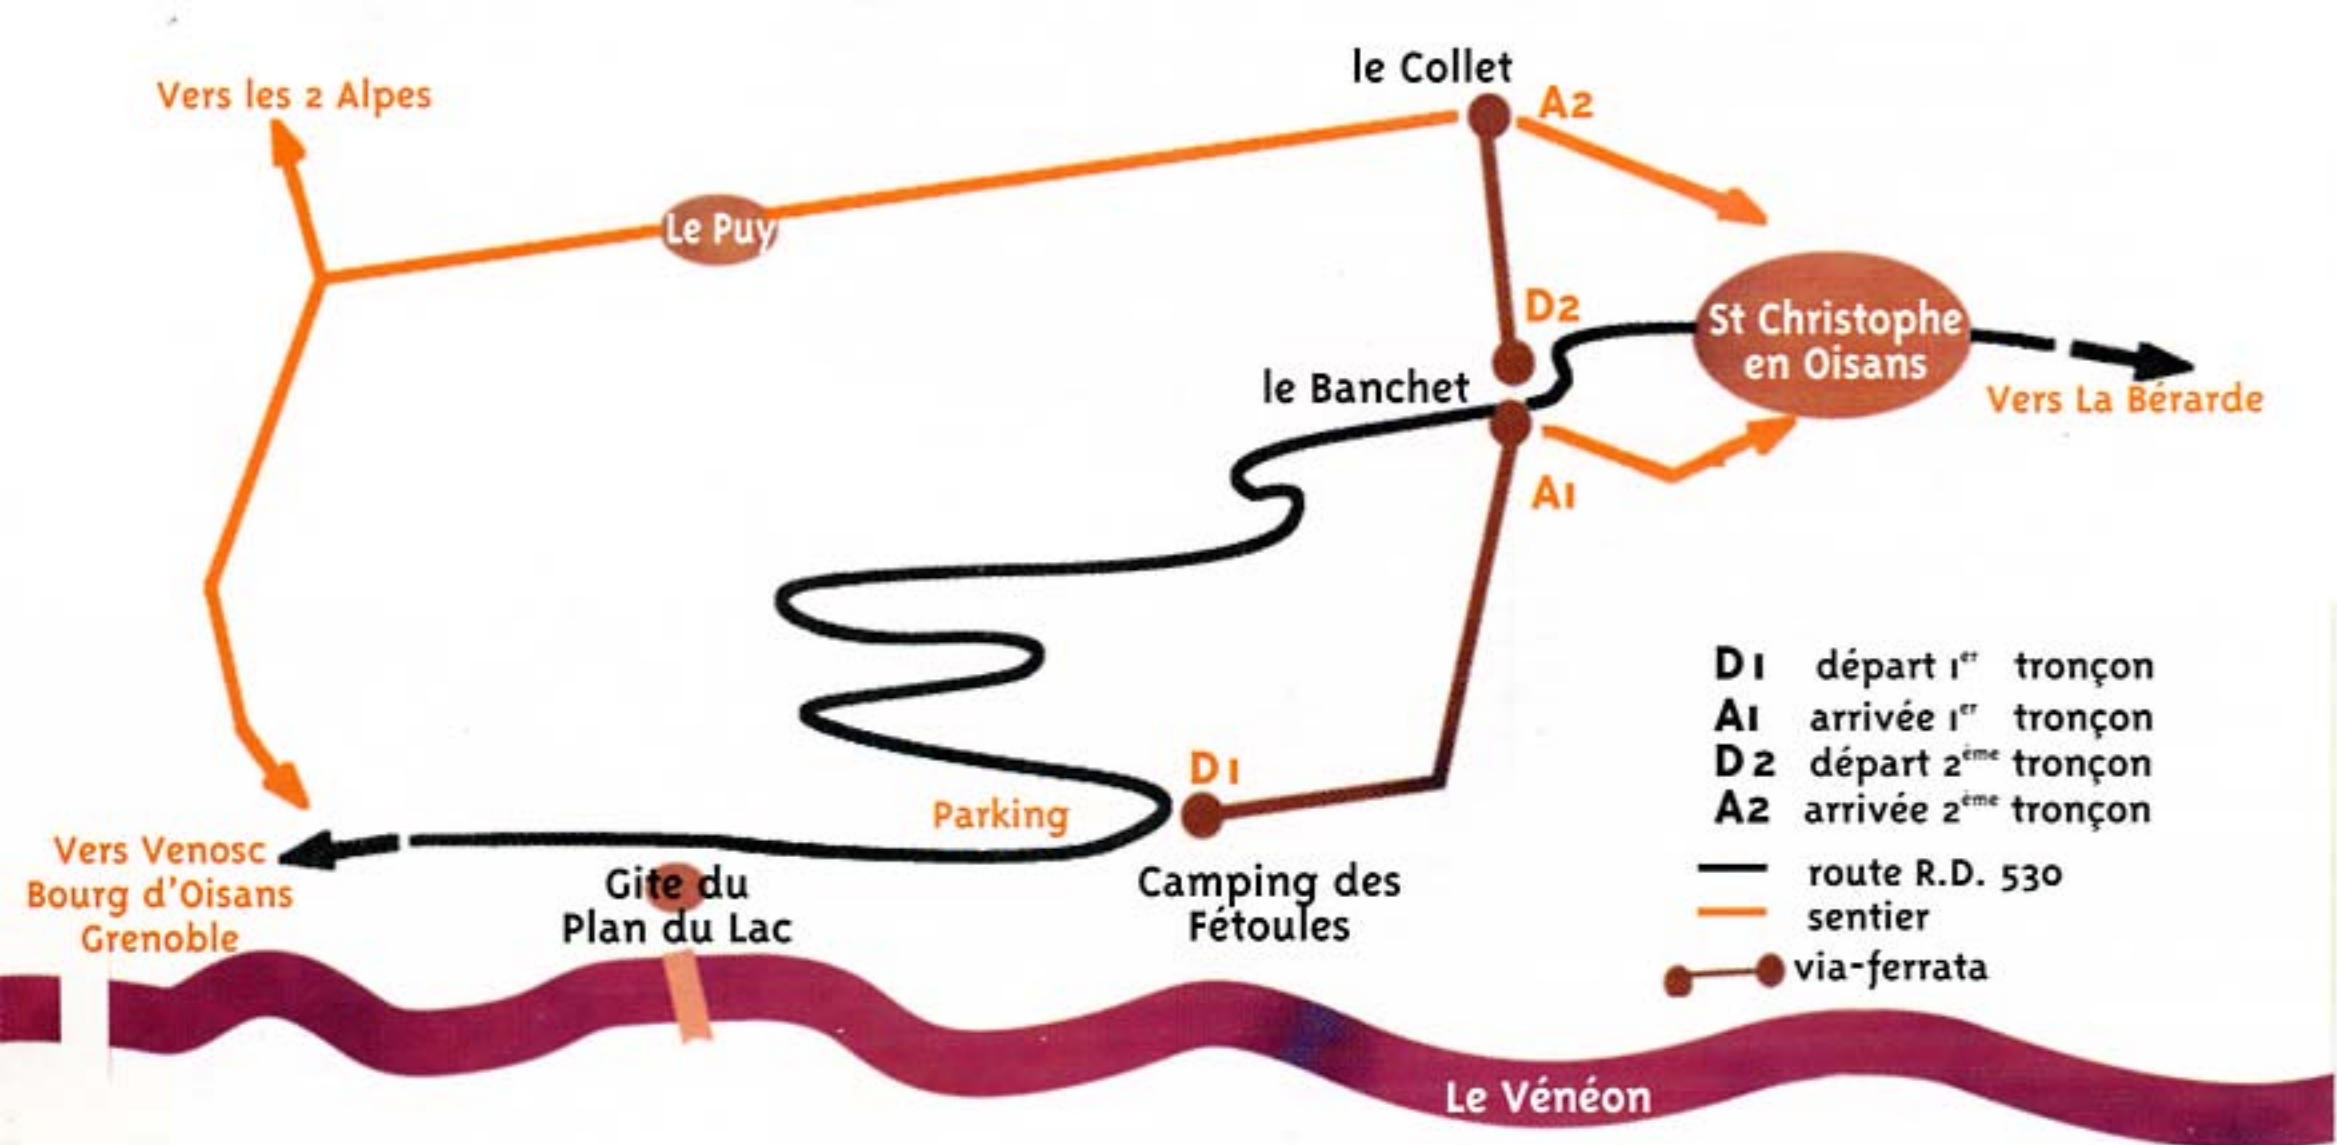 le Collet
A2
Vers les 2 Alpes
Le Puy
D2
St Christophe
en Oisans
le Banchet
Vers La Bérarde
A1
D1
Parking
Vers Venosc
Bourg d'Oisans
Grenoble
Gite du
Plan du Lac
Camping des
Fétoules
D1 départ 1er tronçon
A1 arrivée 1er tronçon
D2 départ 2ème tronçon
A2 arrivée 2ème tronçon
route R.D. 530
sentier
via-ferrata
Le Vénéon